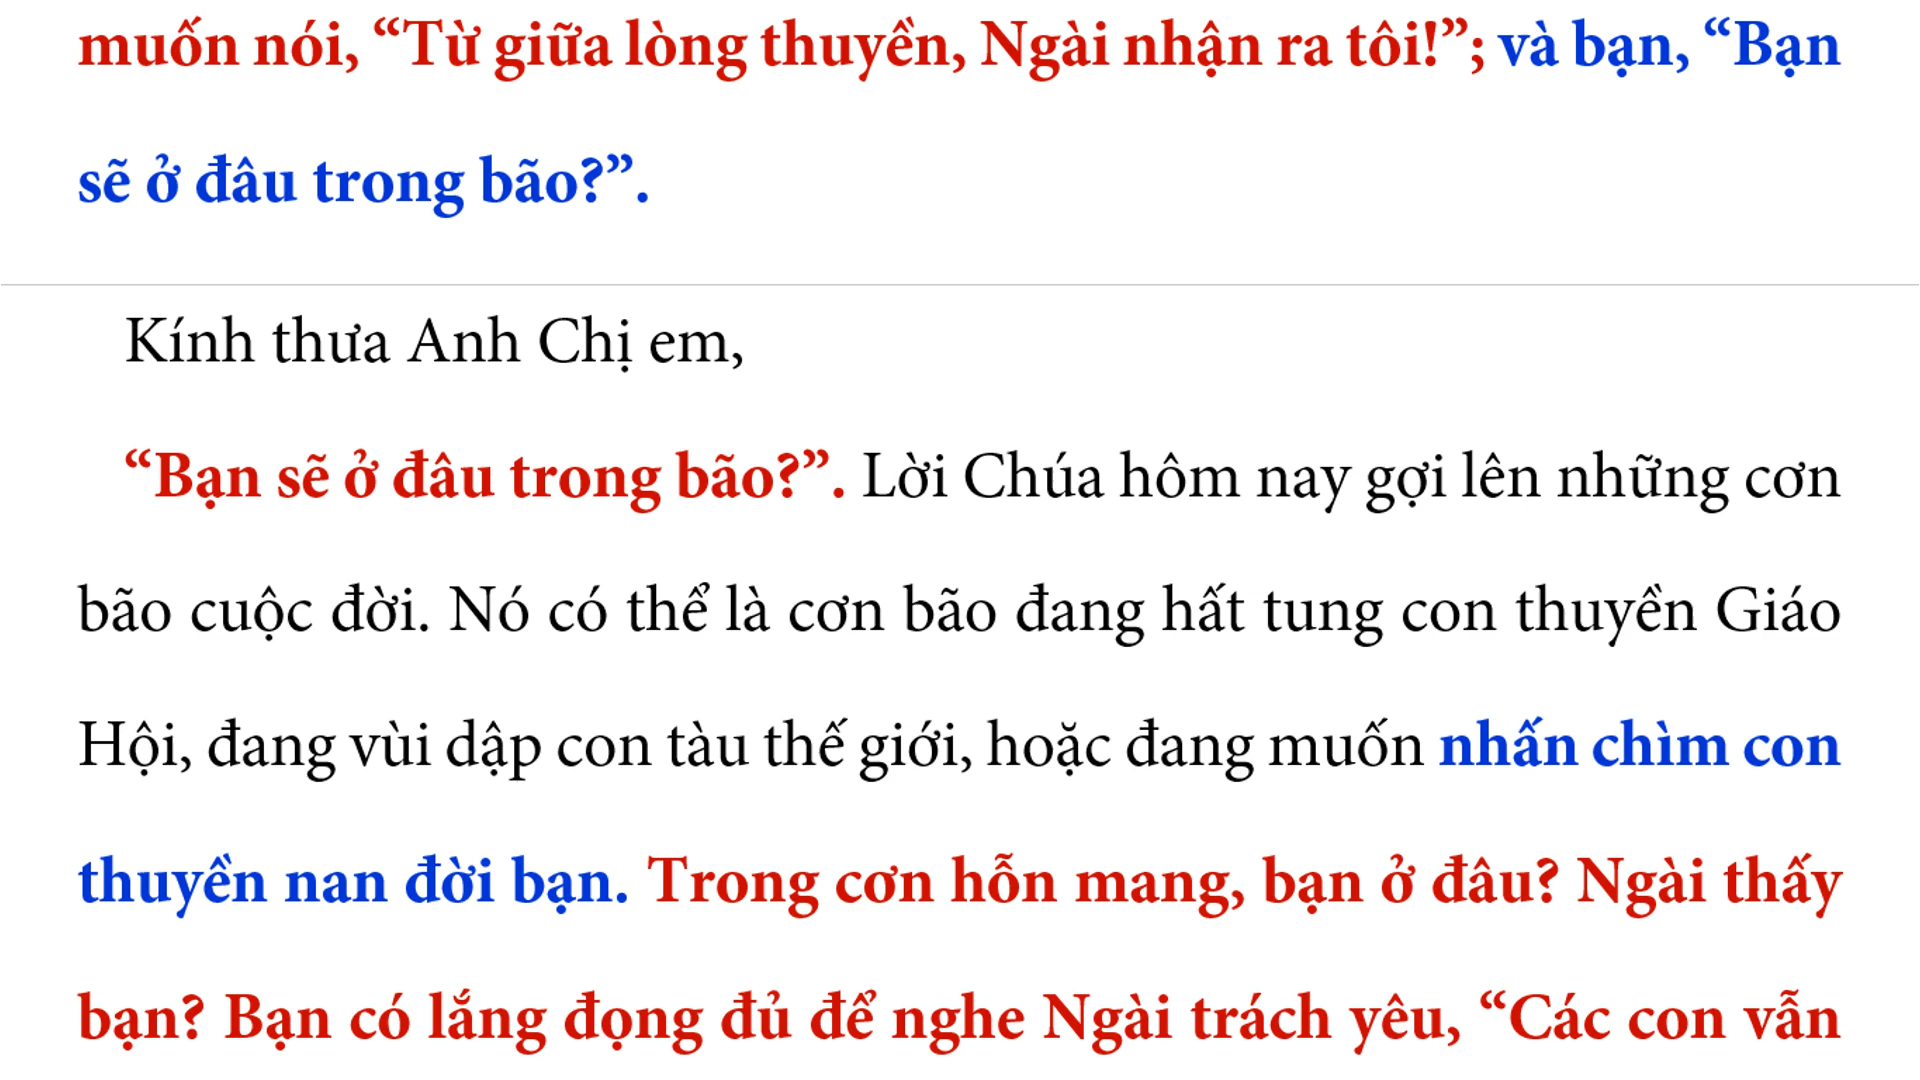 muốn nói, “Từ giữa lòng thuyền, Ngài nhận ra tôi!”; và bạn, “Bạn
sẽ ở đâu trong bão?”.
Kính thưa Anh Chị em,
“Bạn sẽ ở đâu trong bão?”. Lời Chúa hôm nay gợi lên những cơn
bão cuộc đời. Nó có thể là cơn bão đang hất tung con thuyền Giáo
Hội, đang vùi dập con tàu thế giới, hoặc đang muốn nhấn chìm con
thuyền nan đời bạn. Trong cơn hỗn mang, bạn ở đâu? Ngài thấy
bạn? Bạn có lắng đọng đủ để nghe Ngài trách yêu, “Các con vẫn